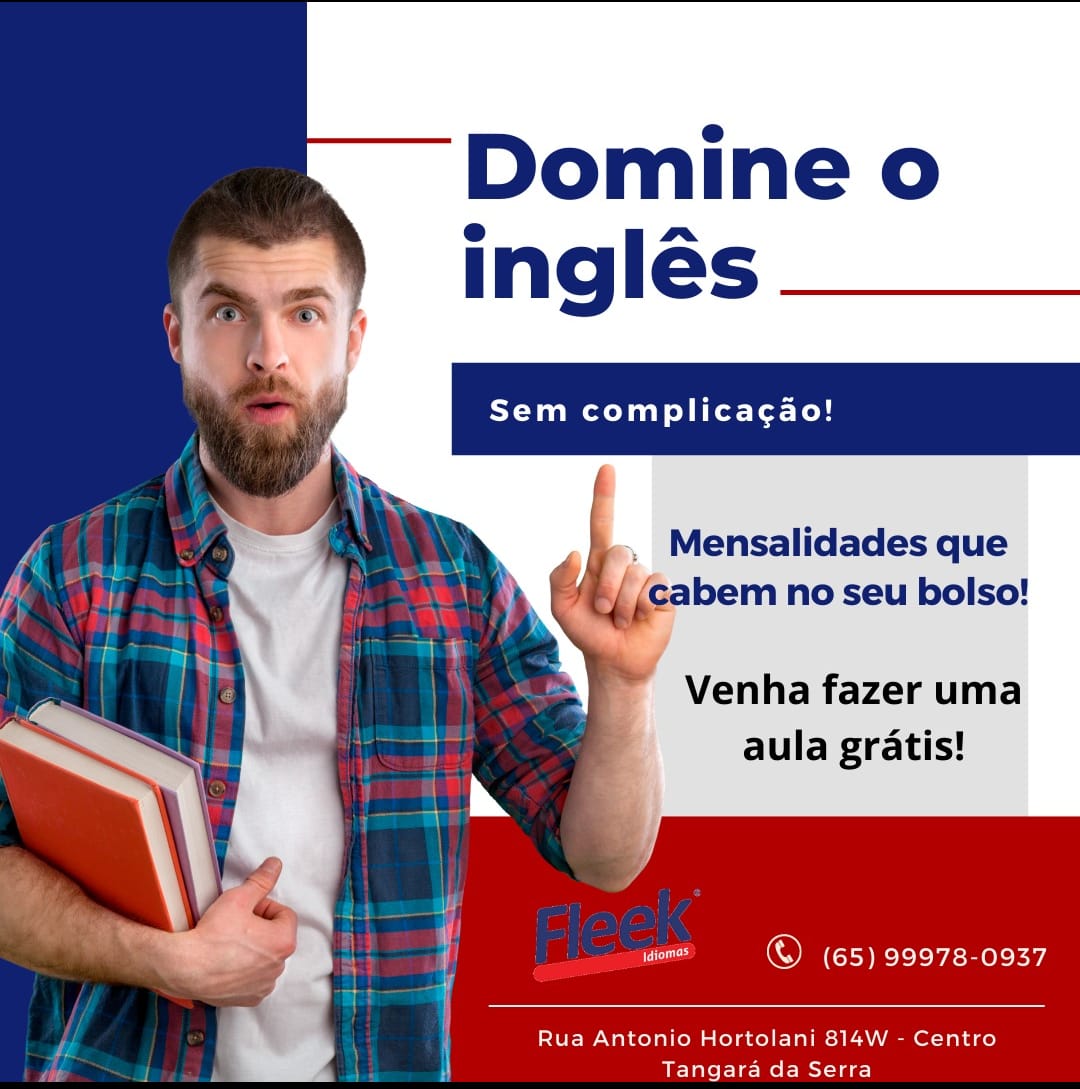 Domine o
inglês
Sem complicação!
Mensalidades que
cabem no seu bolso!
Venha fazer uma
aula grátis!
Fleek®
Idiomas
(65) 99978-0937
Rua Antonio Hortolani 814W - Centro
Tangará da Serra